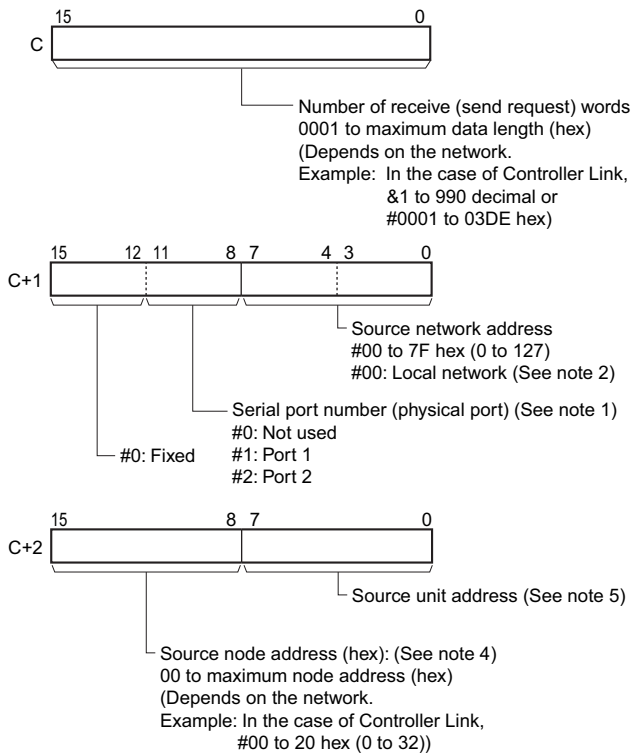 15 0
C
Number of receive (send request) words
0001 to maximum data length (hex)
(Depends on the network.
Example: In the case of Controller Link,
&1 to 990 decimal or
#0001 to 03DE hex)
15 12 11 8 7 4 3 0
C+1
Source network address
#00 to 7F hex (0 to 127)
#00: Local network (See note 2)
Serial port number (physical port) (See note 1)
#0: Not used
#1: Port 1
#2: Port 2
#0: Fixed
15 8 7 0
C+2
Source unit address (See note 5)
Source node address (hex): (See note 4)
00 to maximum node address (hex)
(Depends on the network.
Example: In the case of Controller Link,
#00 to 20 hex (0 to 32))